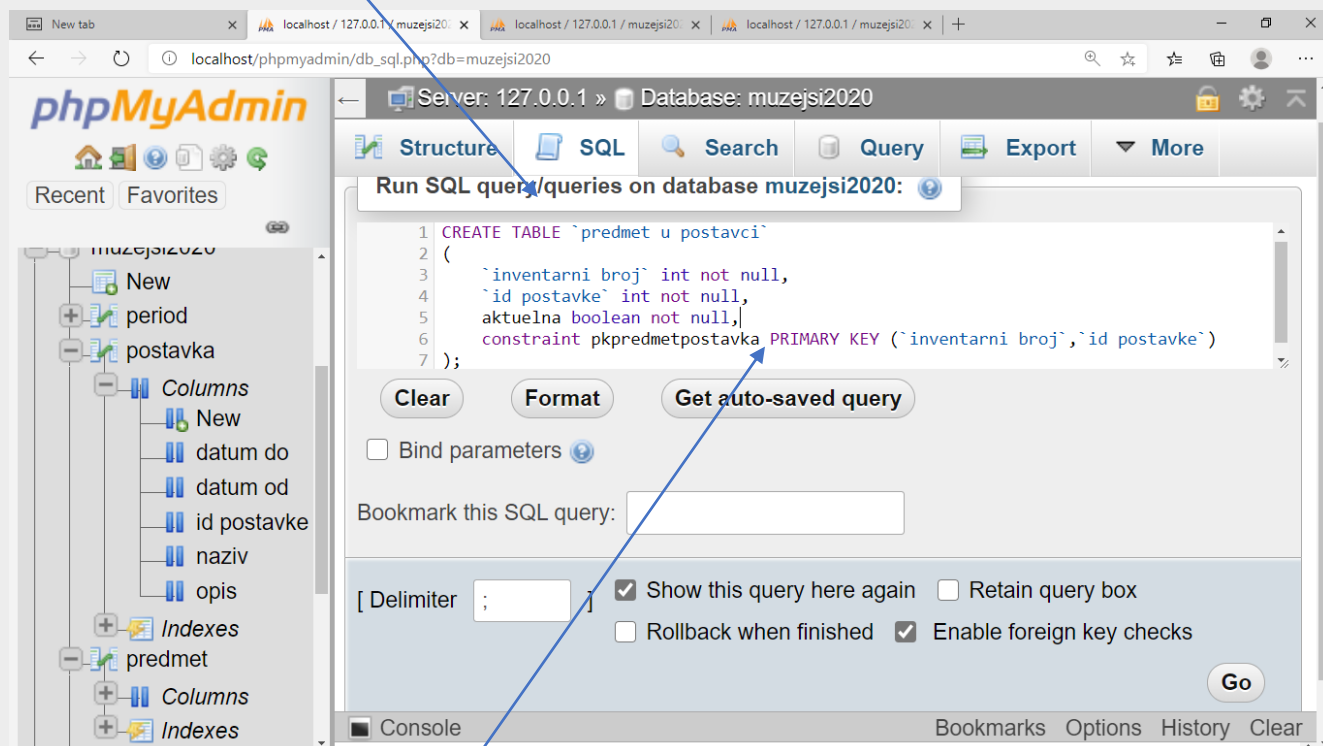 New tab
localhost / 127.0.0.1 / muzejsi202
localhost / 127.0.0.1 / muzejsi202
localhost / 127.0.0.1 / muzejsi202
localhost/phpmyadmin/db_sql.php?db=muzejsi2020
phpMyAdmin
Recent Favorites
muzejsi2020
New
period
postavka
Columns
New
datum do
datum od
id postavke
naziv
opis
Indexes
predmet
Columns
Indexes
Server: 127.0.0.1 » Database: muzejsi2020
Structure SQL Search Query Export More
Run SQL query/queries on database muzejsi2020:
1 CREATE TABLE `predmet u postavci`
2 (
3 `inventarni broj` int not null,
4 `id postavke` int not null,
5 aktuelna boolean not null,
6 constraint pkpredmetpostavka PRIMARY KEY (`inventarni broj`,`id postavke`)
7 );
Clear Format Get auto-saved query
Bind parameters
Bookmark this SQL query:
[ Delimiter ; ] Show this query here again Retain query box
Rollback when finished Enable foreign key checks
Go
Console Bookmarks Options History Clear